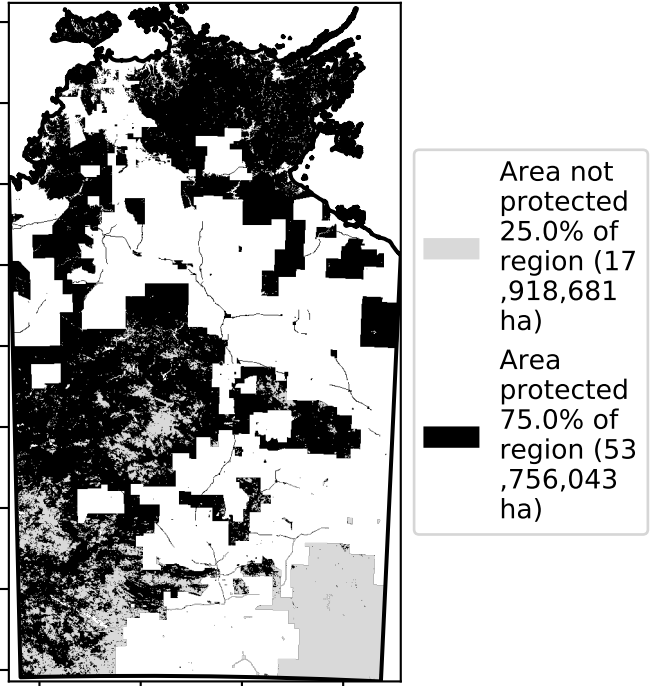 Area not
protected
25.0% of
region (17
,918,681
ha)
Area
protected
75.0% of
region (53
,756,043
ha)